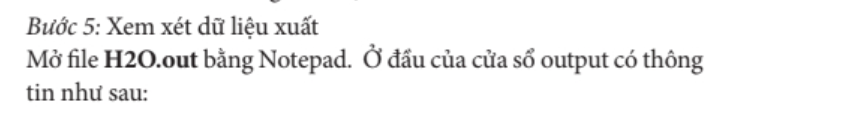 Bước 5: Xem xét dữ liệu xuất
Mở file H2O.out bằng Notepad. Ở đầu của cửa sổ output có thông
tin như sau: